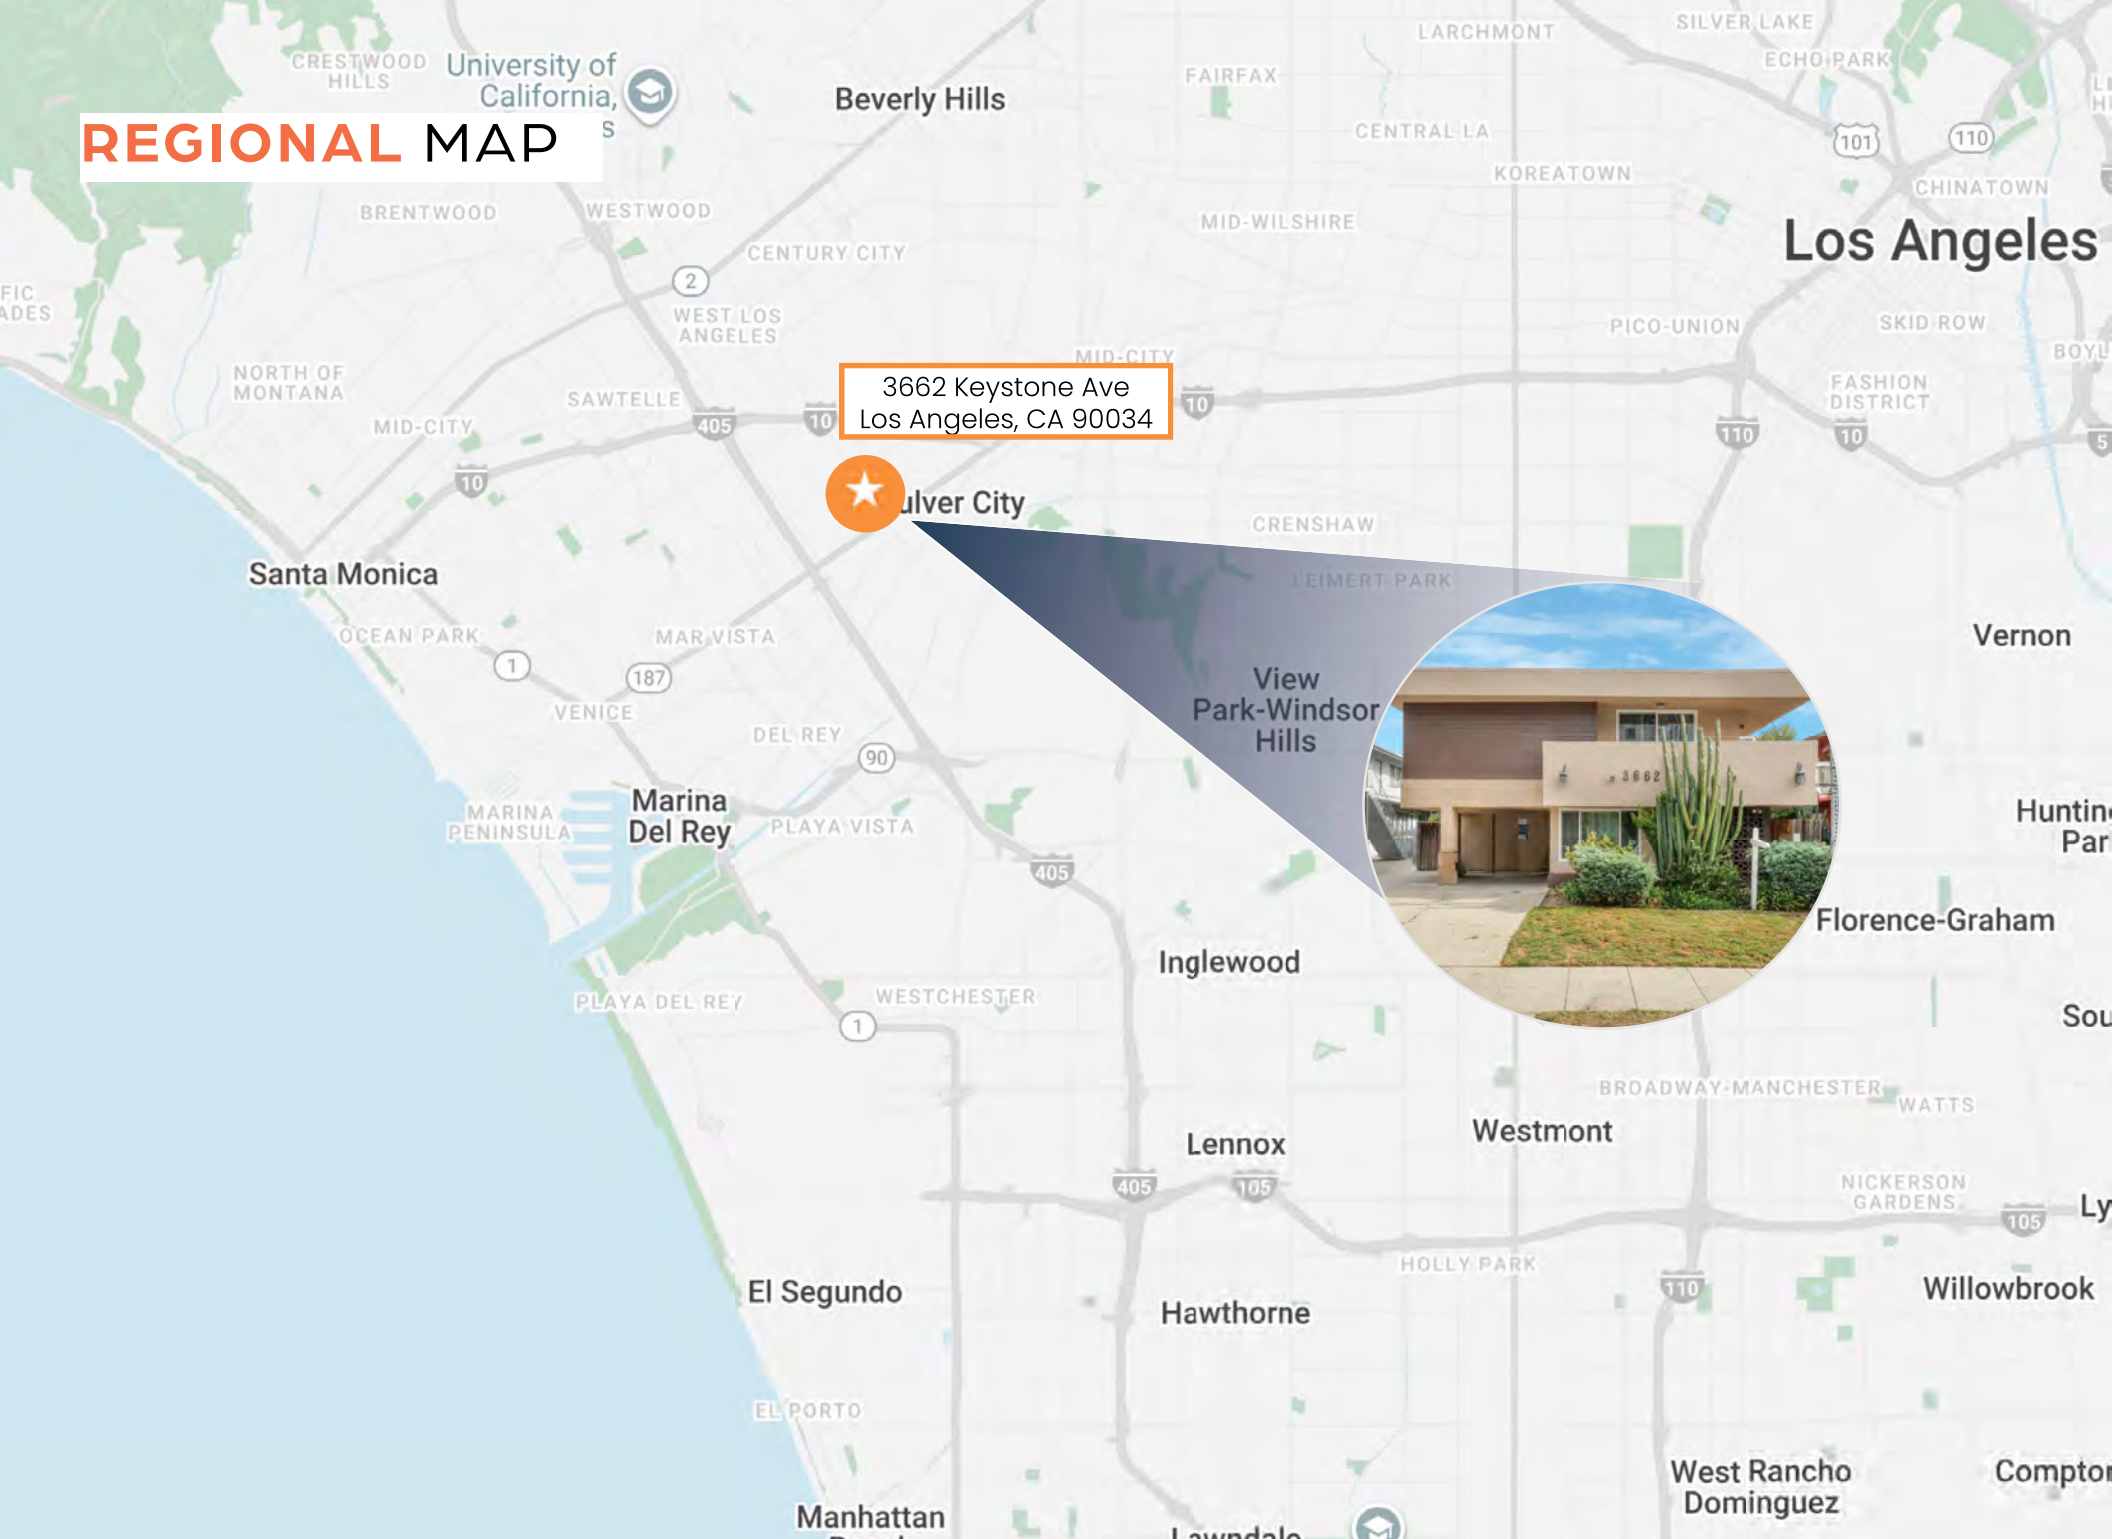 REGIONAL MAP
LARCHMONT
SILVER LAKE
ECHO PARK
CRESTWOOD
HILLS
University of
California,
s
Beverly Hills
FAIRFAX
CENTRAL LA
101
110
KOREATOWN
CHINATOWN
BRENTWOOD
WESTWOOD
MID-WILSHIRE
Los Angeles
CENTURY CITY
2
WEST LOS
ANGELES
PICO-UNION
SKID ROW
MID-CITY
3662 Keystone Ave
Los Angeles, CA 90034
NORTH OF
MONTANA
SAWTELLE
MID-CITY
405
10
10
FASHION
DISTRICT
110
10
5
10
ulver City
CRENSHAW
Santa Monica
LEIMERT PARK
OCEAN PARK
MAR VISTA
Vernon
1
187
View
Park-Windsor
Hills
VENICE
DEL REY
90
3662
MARINA
PENINSULA
Marina
Del Rey
PLAYA VISTA
405
Florence-Graham
Inglewood
PLAYA DEL REY
WESTCHESTER
1
BROADWAY-MANCHESTER
WATTS
Westmont
Lennox
405
105
NICKERSON
GARDENS
105
HOLLY PARK
110
El Segundo
Hawthorne
Willowbrook
EL PORTO
West Rancho
Dominguez
Manhattan